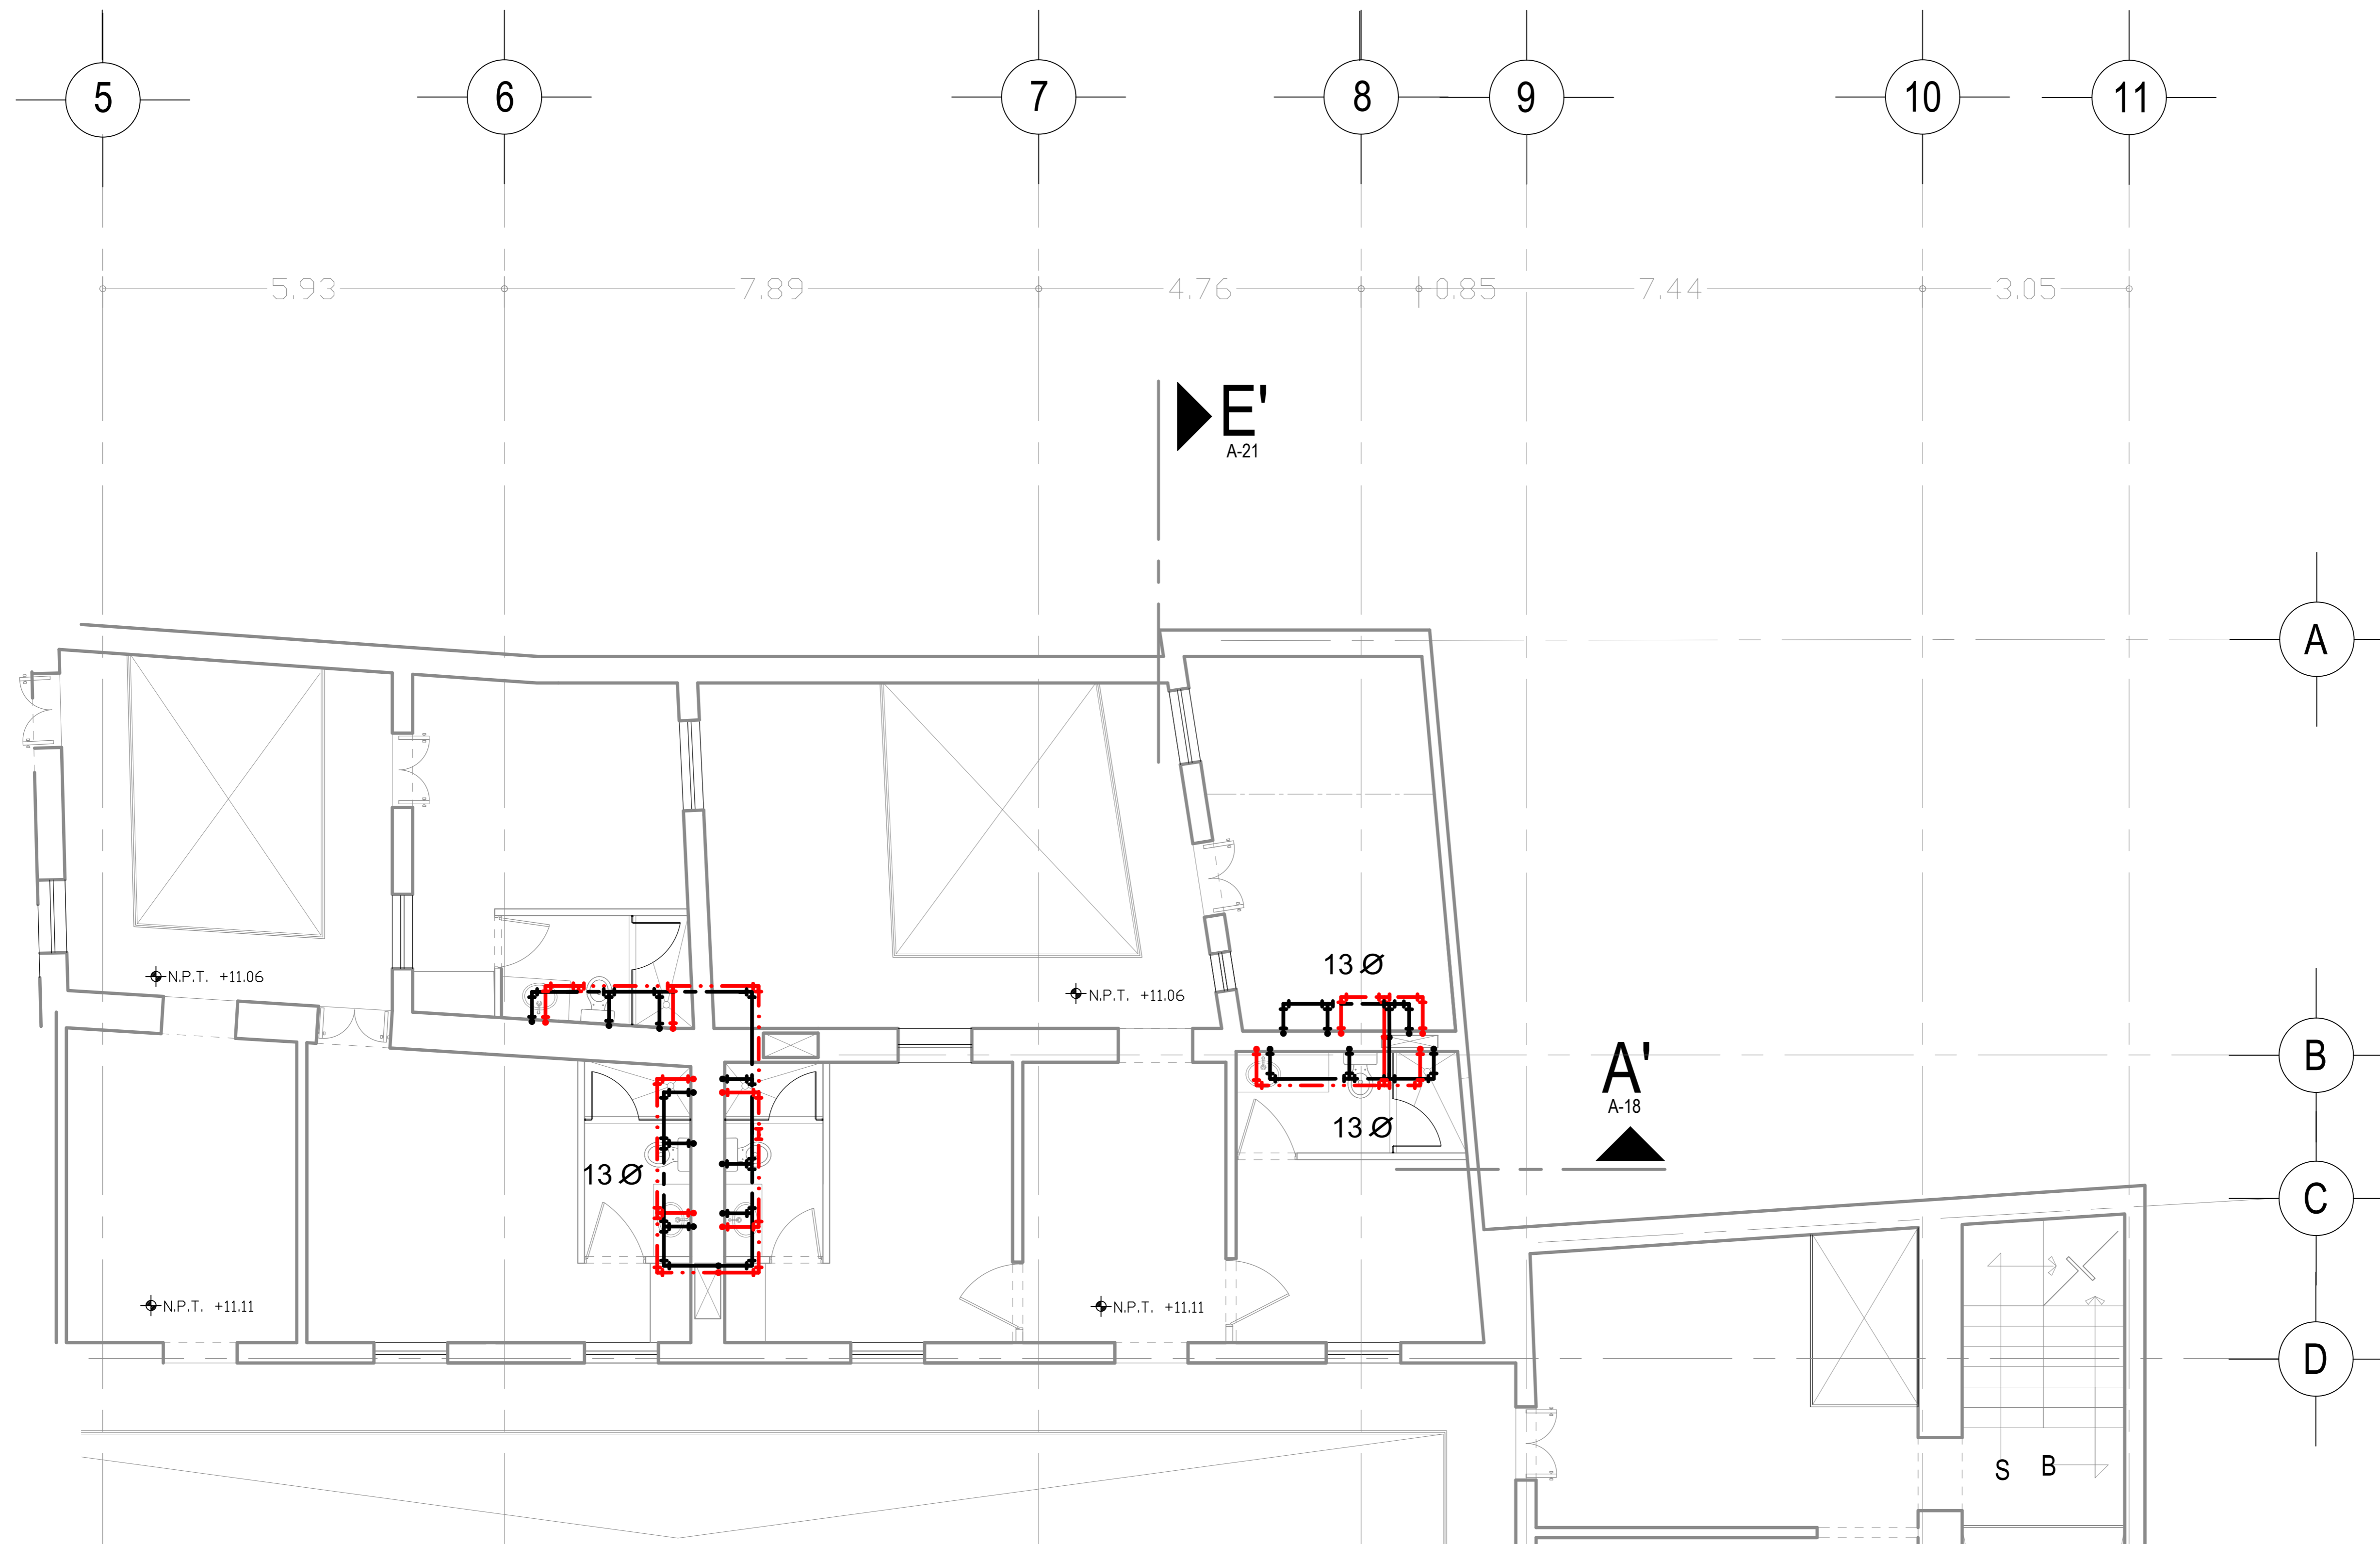 5 6 7 8 9 10 11
5.93 7.89 4.76 0.85 7.44 3.05
E'
A-21
A
13 Ø
N.P.T. +11.06
N.P.T. +11.06
B
A'
A-18
13 Ø
13 Ø
C
N.P.T. +11.11
N.P.T. +11.11
D
S B